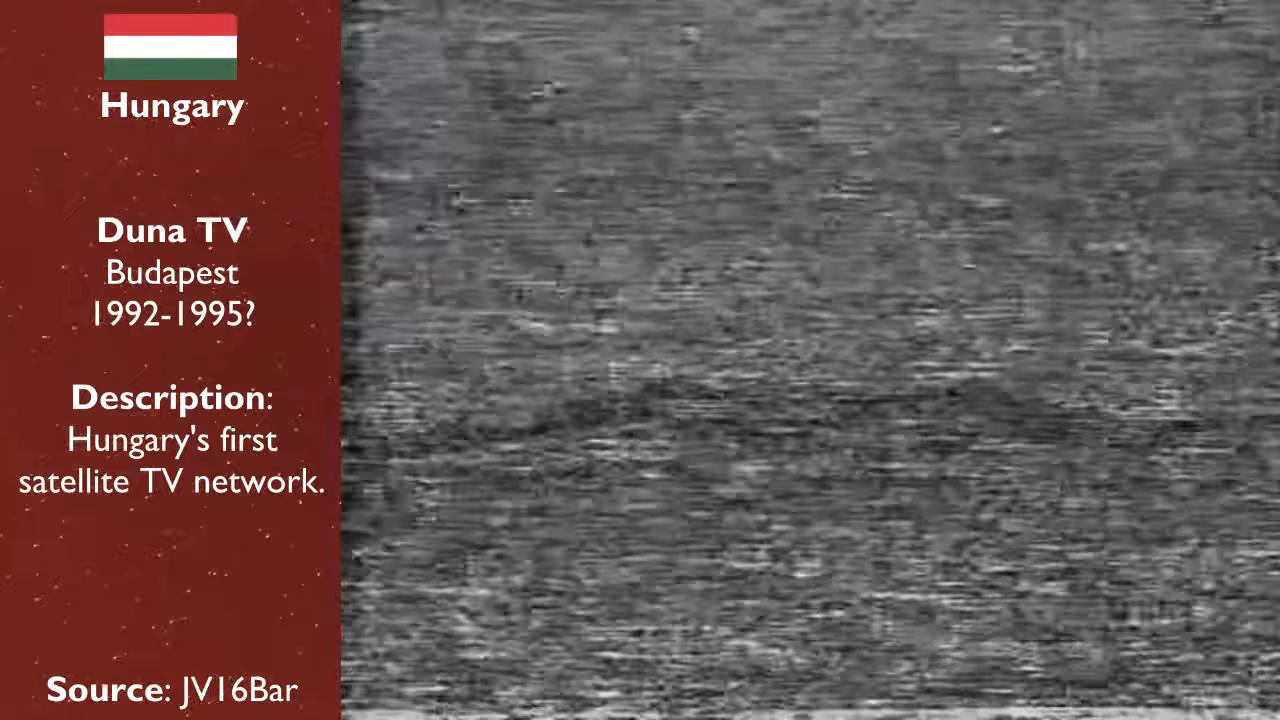 Hungary
Duna TV
Budapest
1992-1995?
Description:
Hungary's first
satellite TV network.
Source: JV16Bar